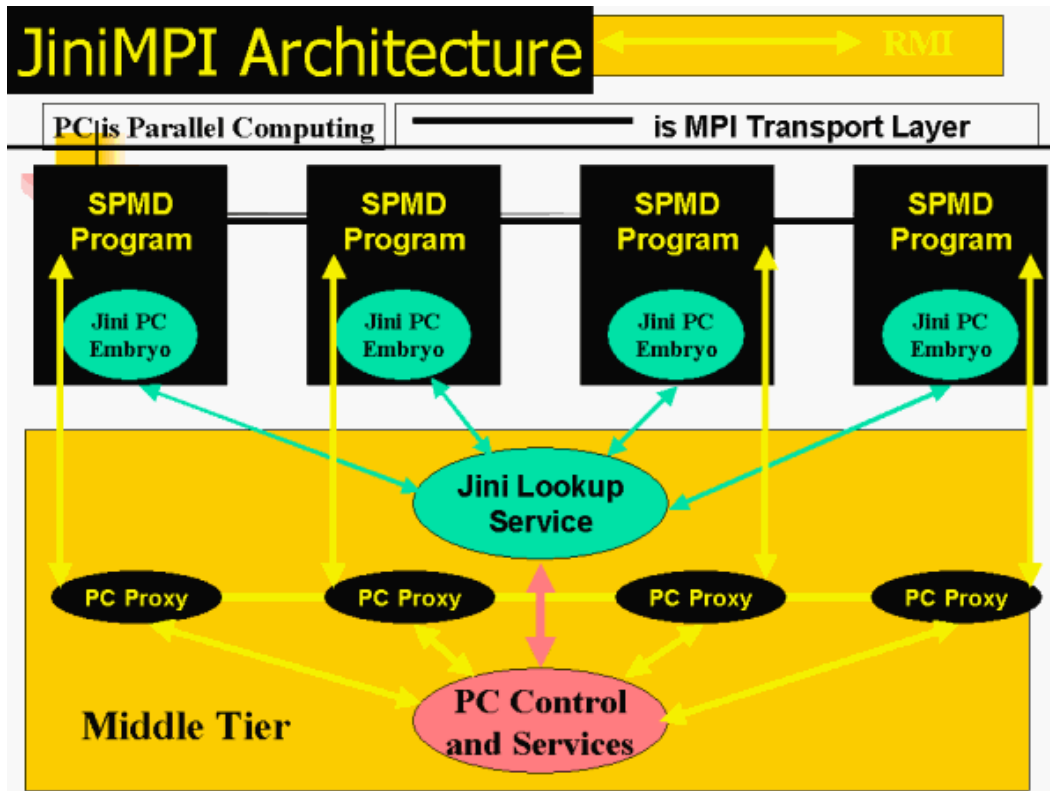 JiniMPI Architecture
RMI
PC is Parallel Computing
is MPI Transport Layer
SPMD
Program
SPMD
Program
SPMD
Program
SPMD
Program
Jini PC
Embryo
Jini PC
Embryo
Jini PC
Embryo
Jini PC
Embryo
Jini Lookup
Service
PC Proxy
PC Proxy
PC Proxy
PC Proxy
Middle Tier
PC Control
and Services